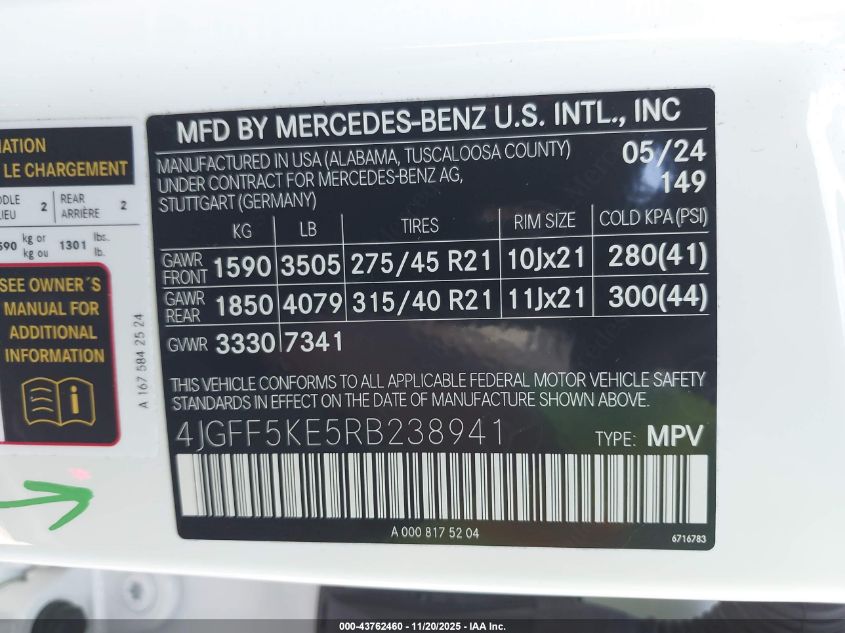 MATION
LE CHARGEMENT
DDLE
LIEU 2 REAR
ARRIÈRE 2
590 kg or
kg ou 1301 lbs.
lb.
SEE OWNER´S
MANUAL FOR
ADDITIONAL
INFORMATION
A 167 584 25 24
MFD BY MERCEDES-BENZ U.S. INTL., INC
MANUFACTURED IN USA (ALABAMA, TUSCALOOSA COUNTY) 05/24
UNDER CONTRACT FOR MERCEDES-BENZ AG, 149
STUTTGART (GERMANY)
KG LB TIRES RIM SIZE COLD KPA(PSI)
GAWR
FRONT 1590 3505 275/45 R21 10Jx21 280(41)
GAWR
REAR 1850 4079 315/40 R21 11Jx21 300(44)
GVWR 3330 7341
THIS VEHICLE CONFORMS TO ALL APPLICABLE FEDERAL MOTOR VEHICLE SAFETY
STANDARDS IN EFFECT ON THE DATE OF MANUFACTURE SHOWN ABOVE.
4JGFF5KE5RB238941 TYPE: MPV
A 000 817 52 04
6716783
000-43762460 - 11/20/2025 - IAA Inc.